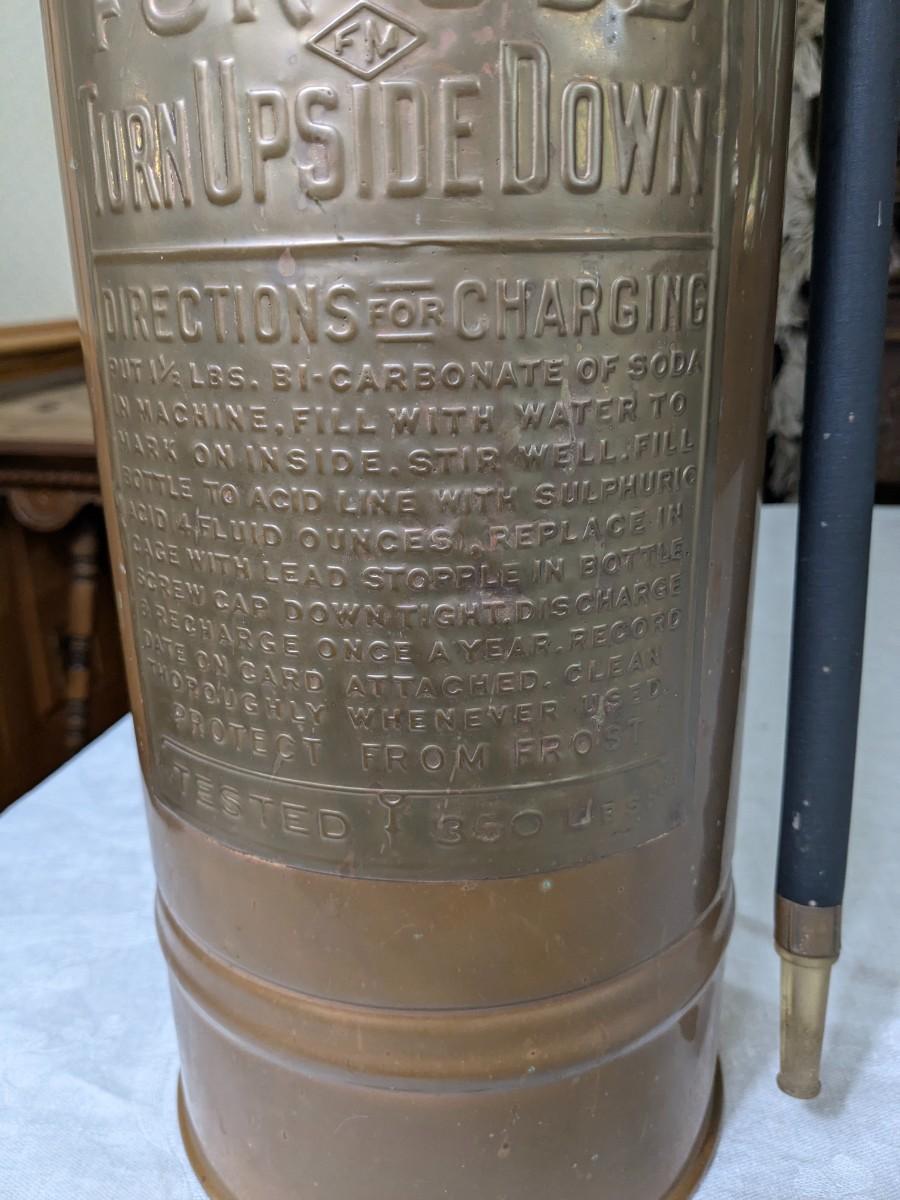 FOR USE
FM
TURN UPSIDE DOWN
DIRECTIONS FOR CHARGING
PUT 1½ LBS. BI-CARBONATE OF SODA
IN MACHINE, FILL WITH WATER TO
MARK ON INSIDE. STIR WELL. FILL
BOTTLE TO ACID LINE WITH SULPHURIC
ACID 4 FLUID OUNCES), REPLACE IN
CAGE WITH LEAD STOPPLE IN BOTTLE.
SCREW CAP DOWN TIGHT. DISCHARGE
& RECHARGE ONCE A YEAR. RECORD
DATE ON CARD ATTACHED. CLEAN
THOROUGHLY WHENEVER USED.
PROTECT FROM FROST
TESTED 350 LBS